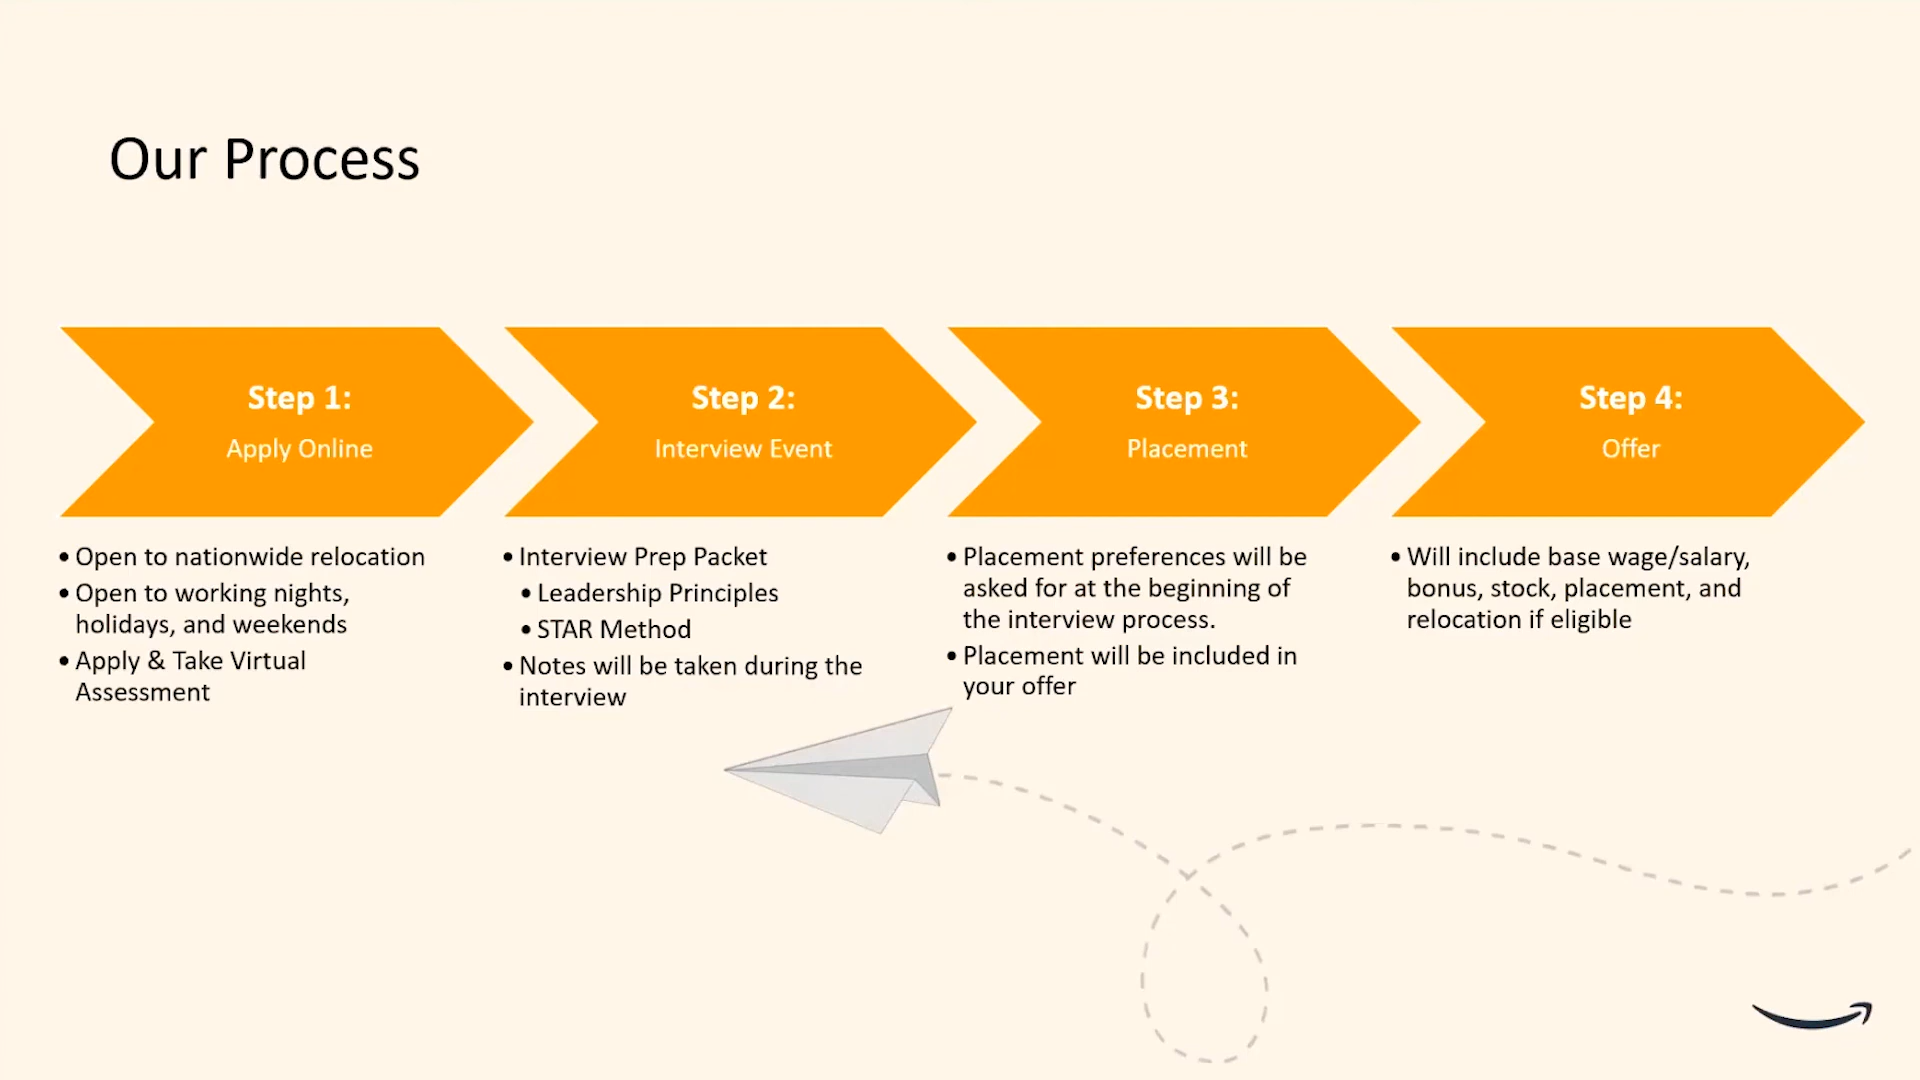 Our Process
Step 1:
Apply Online
• Open to nationwide relocation
• Open to working nights,
holidays, and weekends
• Apply & Take Virtual
Assessment
Step 2:
Interview Event
• Interview Prep Packet
• Leadership Principles
• STAR Method
• Notes will be taken during the
interview
Step 3:
Placement
• Placement preferences will be
asked for at the beginning of
the interview process.
• Placement will be included in
your offer
Step 4:
Offer
• Will include base wage/salary,
bonus, stock, placement, and
relocation if eligible